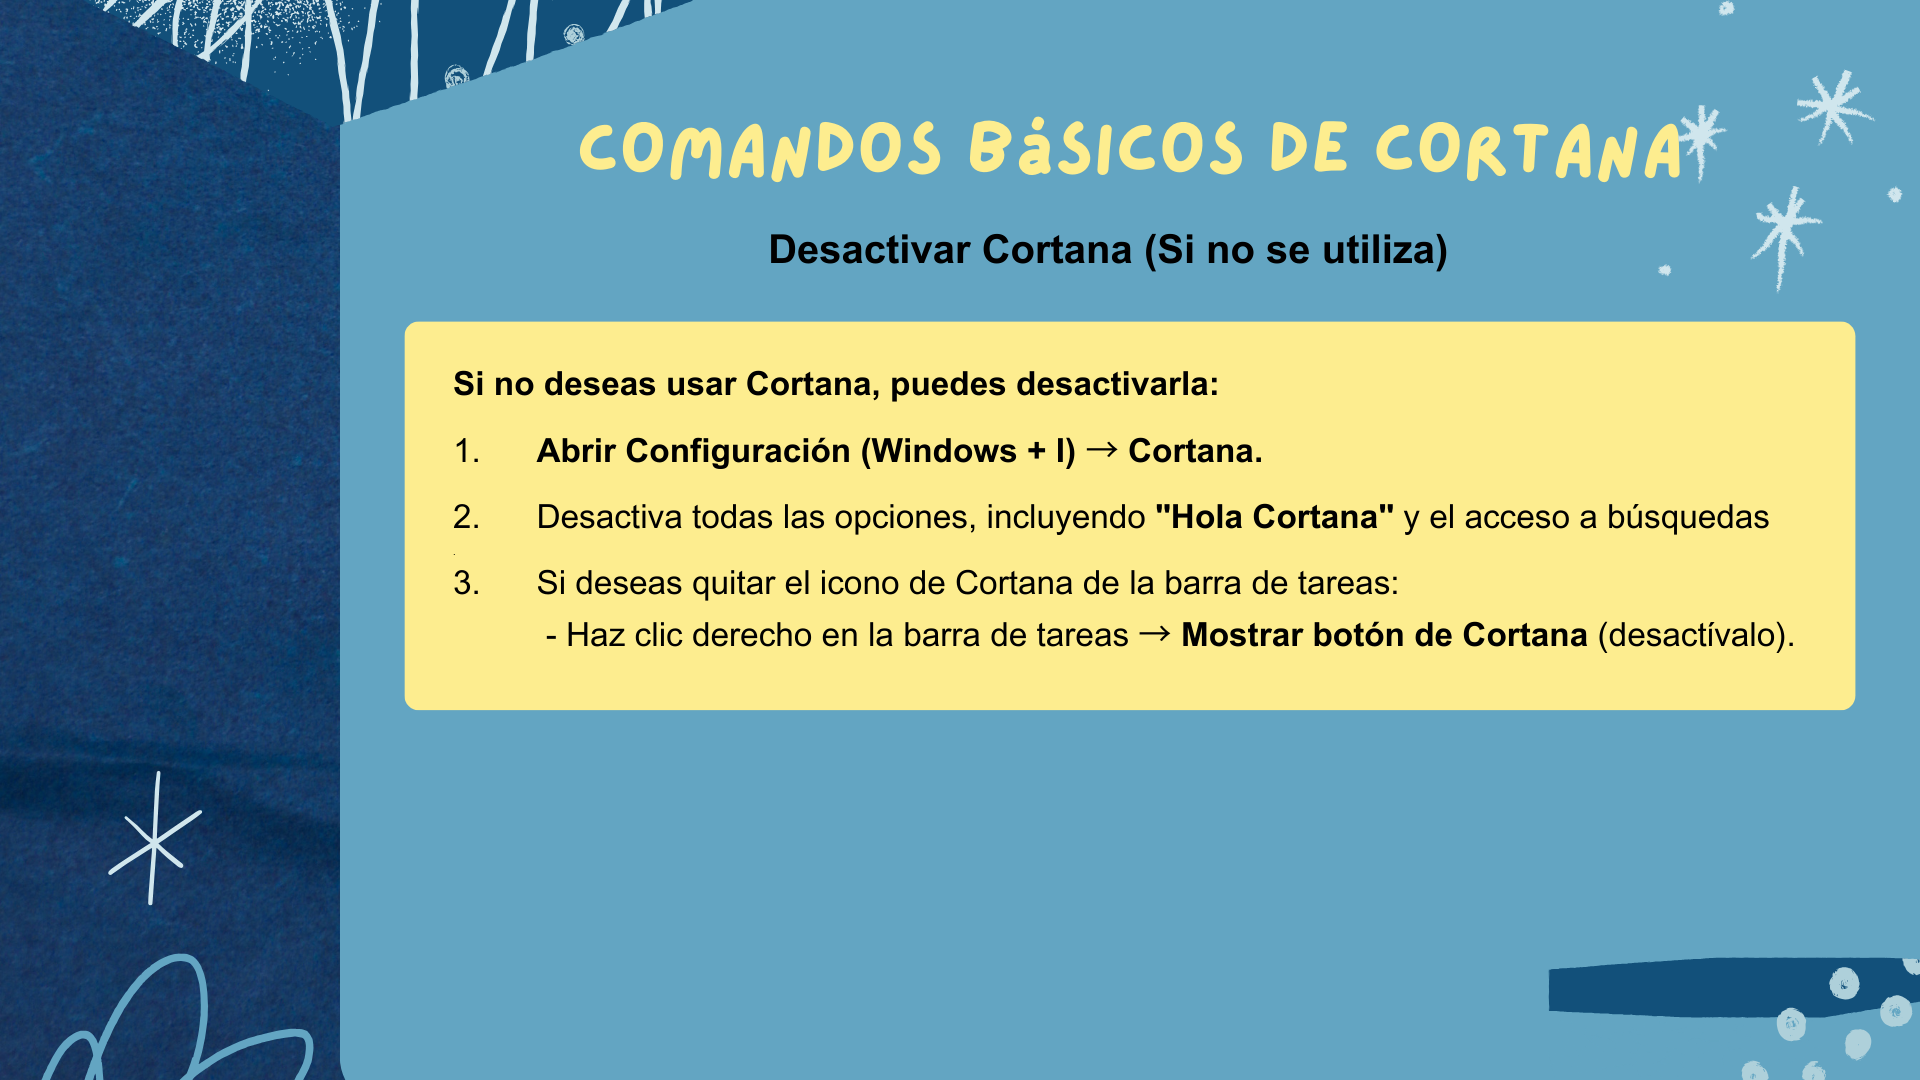 COMANDOS BáSICOS DE CORTANA
Desactivar Cortana (Si no se utiliza)
Si no deseas usar Cortana, puedes desactivarla:
1. Abrir Configuración (Windows + I) → Cortana.
2. Desactiva todas las opciones, incluyendo "Hola Cortana" y el acceso a búsquedas
.
3. Si deseas quitar el icono de Cortana de la barra de tareas:
- Haz clic derecho en la barra de tareas → Mostrar botón de Cortana (desactívalo).